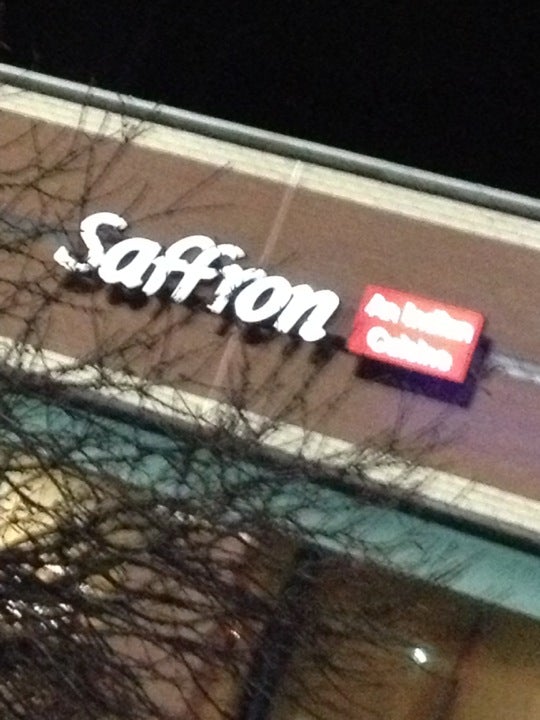 Saffron
An Indian
Cuisine